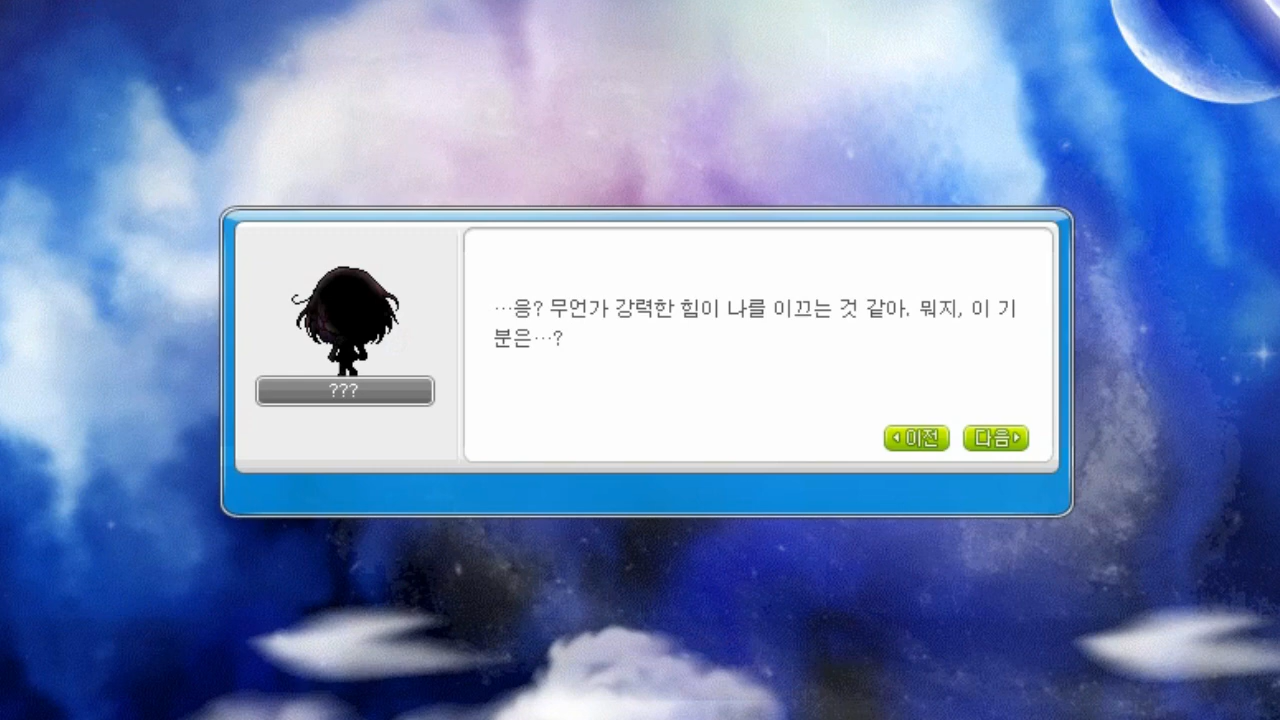 …응? 무언가 강력한 힘이 나를 이끄는 것 같아. 뭐지, 이 기
분은…?
???
이전
다음